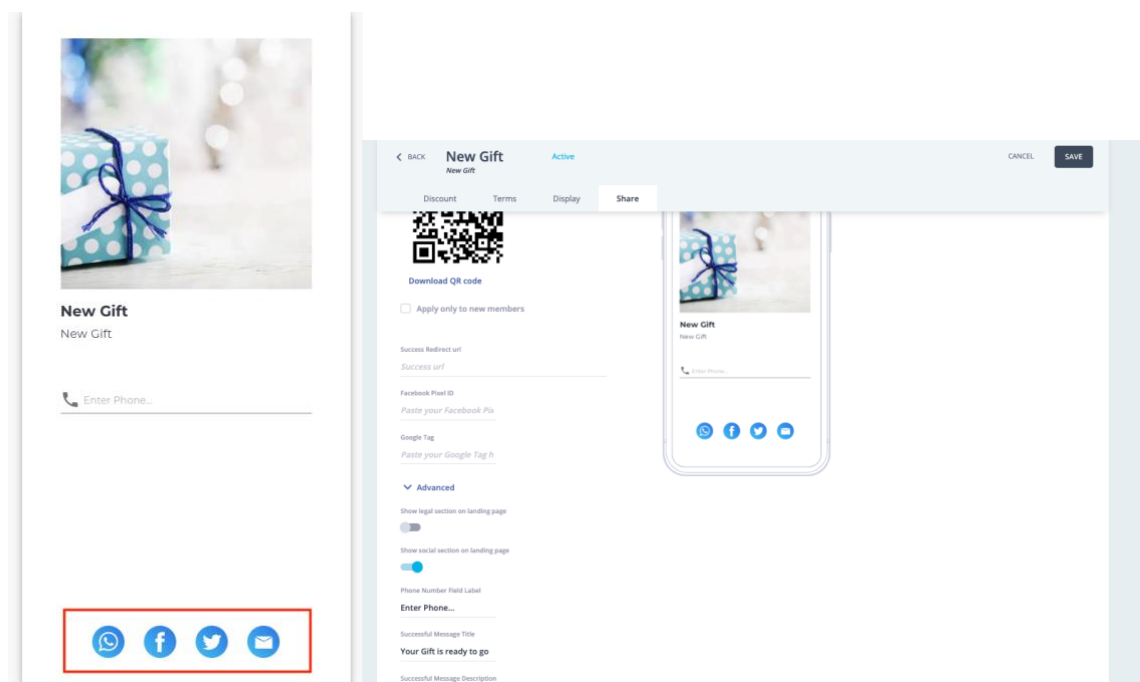 New Gift
New Gift
Enter Phone...
BACK
New Gift
Active
CANCEL
SAVE
New Gift
Discount
Terms
Display
Share
Download QR code
Apply only to new members
Success Redirect url
Success url
Facebook Pixel ID
Paste your Facebook Pix
Google Tag
Paste your Google Tag h
Advanced
Show legal section on landing page
Show social section on landing page
Phone Number Field Label
Enter Phone...
Successful Message Title
Your Gift is ready to go
Successful Message Description
New Gift
New Gift
Enter Phone...